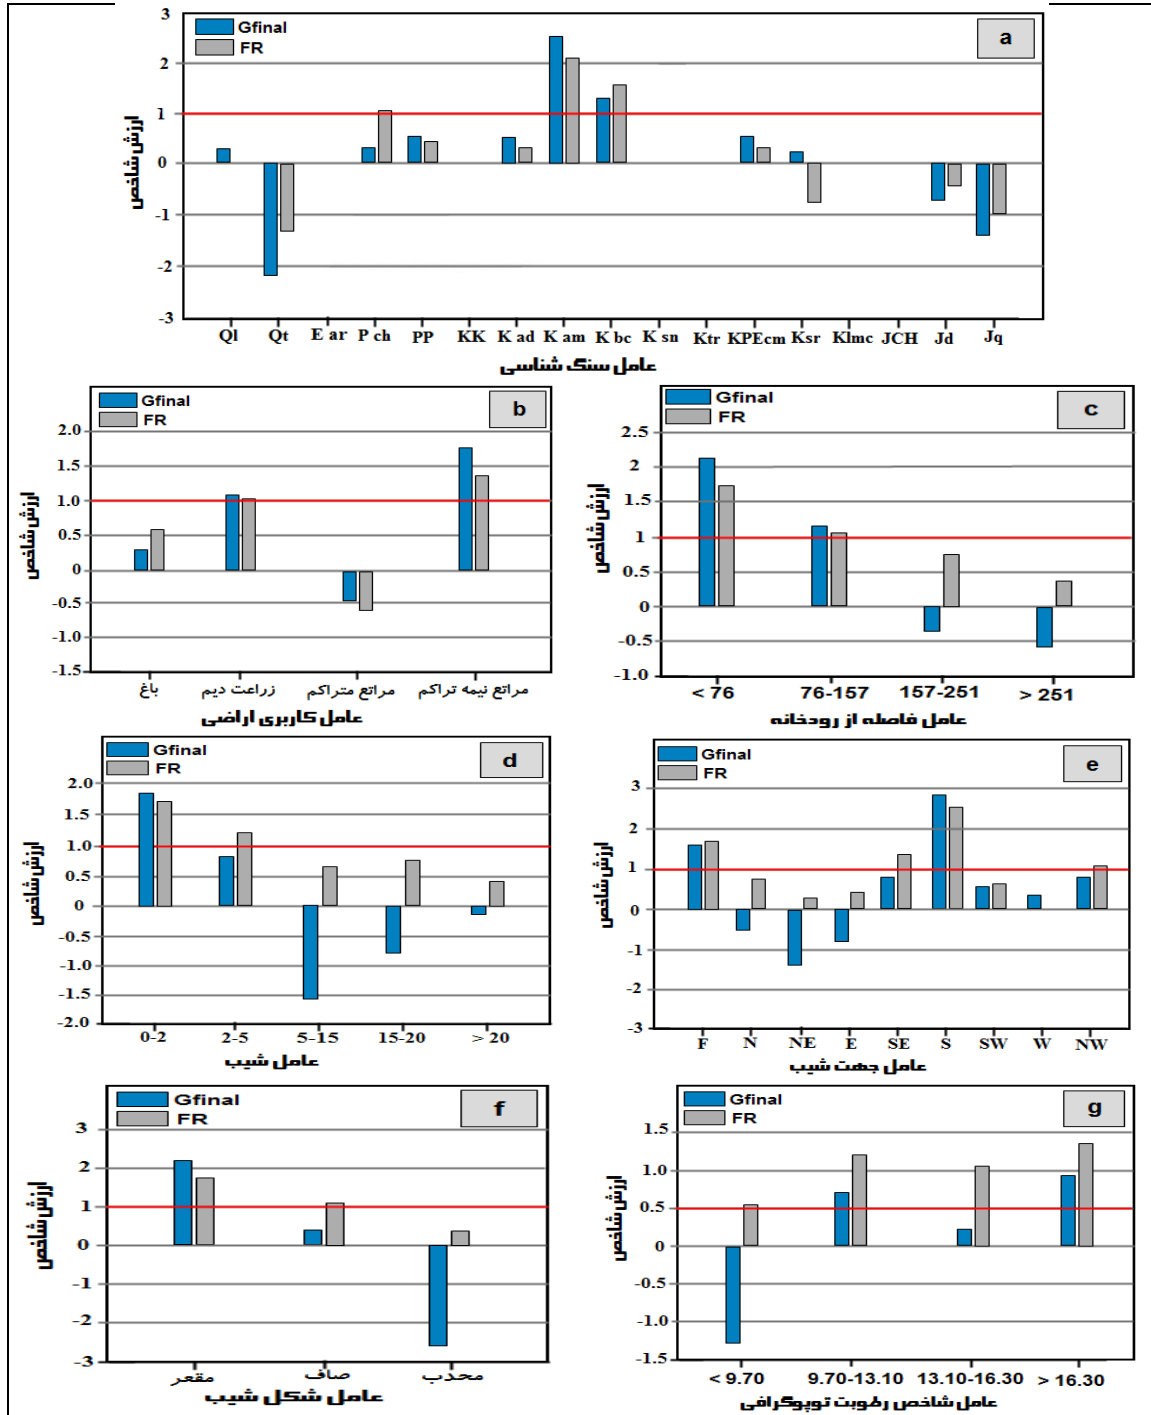 Gfinal
FR
a
3
2
1
0
-1
-2
-3
ارزش شاخص
Ql Qt E ar P ch PP KK K ad K am K bc K sn Ktr KPEcm Ksr Klmc JCH Jd Jq
عامل سنگ شناسی
Gfinal
FR
b
2.0
1.5
1.0
0.5
0
-0.5
-1.0
-1.5
ارزش شاخص
باغ زراعت دیم مراتع متراکم مراتع نیمه تراکم
عامل کاربری اراضی
Gfinal
FR
c
2.5
2
1.5
1
0.5
0
-0.5
-1.0
ارزش شاخص
< 76 76-157 157-251 > 251
عامل فاصله از رودخانه
Gfinal
FR
d
2.0
1.5
1.0
0.5
0
-0.5
-1.0
-1.5
-2.0
ارزش شاخص
0-2 2-5 5-15 15-20 > 20
عامل شیب
Gfinal
FR
e
3
2
1
0
-1
-2
-3
ارزش شاخص
F N NE E SE S SW W NW
عامل جهت شیب
Gfinal
FR
f
3
2
1
0
-1
-2
-3
ارزش شاخص
مقعر صاف محدب
عامل شکل شیب
Gfinal
FR
g
1.5
1.0
0.5
0
-0.5
-1.0
-1.5
ارزش شاخص
< 9.70 9.70-13.10 13.10-16.30 > 16.30
عامل شاخص رطوبت توپوگرافی